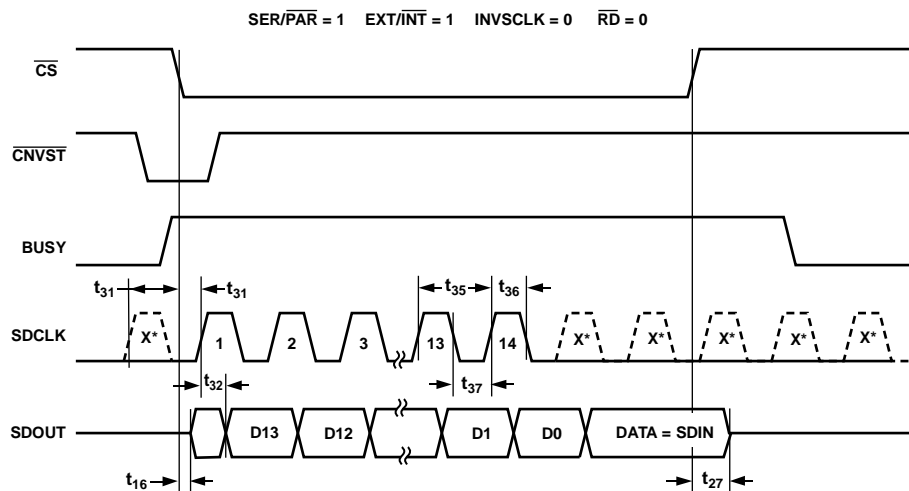 SER/PAR = 1 EXT/INT = 1 INVSCLK = 0 RD = 0
CS
CNVST
BUSY
t31 t31 t35 t36
SDCLK X* 1 2 3 13 14 X* X* X* X* X*
t32 t37
SDOUT D13 D12 D1 D0 DATA = SDIN
t16 t27